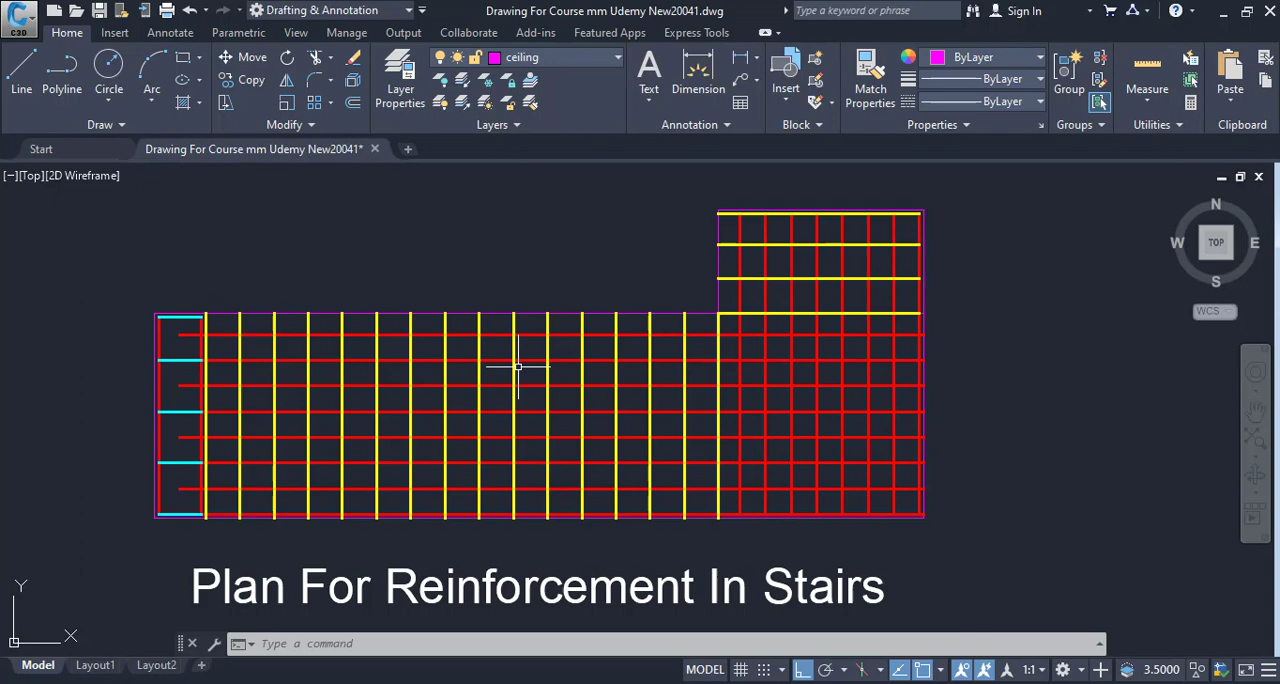 Drafting & Annotation
Drawing For Course mm Udemy New20041.dwg
Type a keyword or phrase
Sign In
C3D
Home
Insert
Annotate
Parametric
View
Manage
Output
Collaborate
Add-ins
Featured Apps
Express Tools
Line
Polyline
Circle
Arc
Move
Copy
Layer
Properties
ceiling
Text
Dimension
Insert
Match
Properties
ByLayer
ByLayer
ByLayer
Group
Measure
Paste
Draw
Modify
Layers
Annotation
Block
Properties
Groups
Utilities
Clipboard
Start
Drawing For Course mm Udemy New20041*
[−][Top][2D Wireframe]
N
W
TOP
E
S
WCS
Plan For Reinforcement In Stairs
Y
X
Type a command
Model
Layout1
Layout2
MODEL
1:1
3.5000